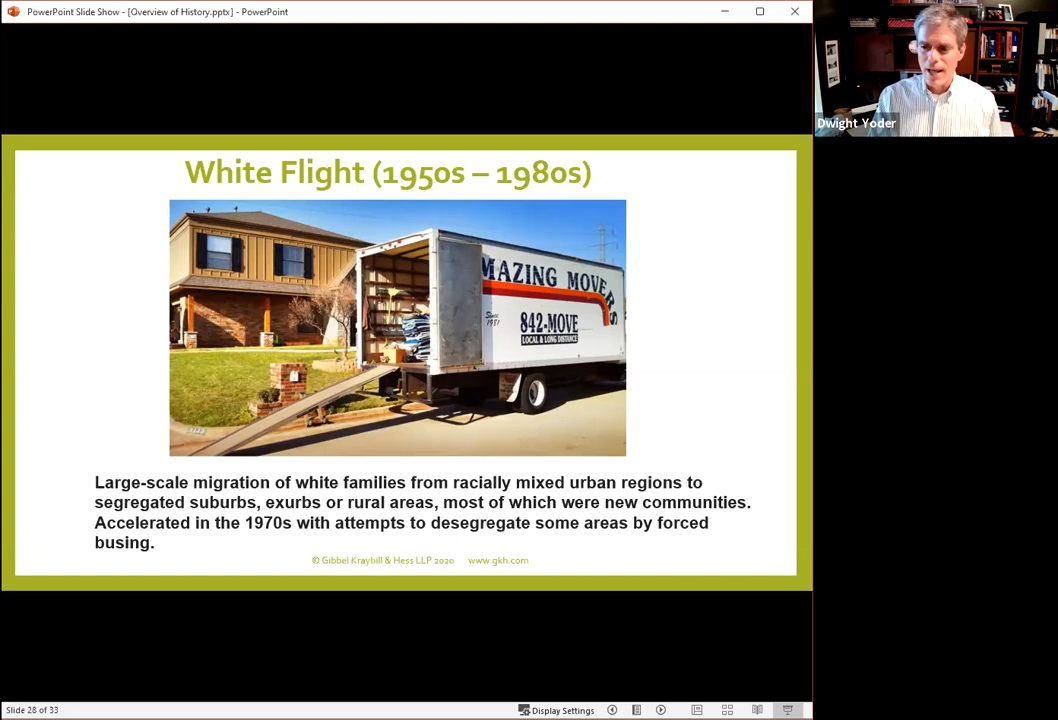 PowerPoint Slide Show - [Overview of History.pptx] - PowerPoint
Dwight Yoder
White Flight (1950s – 1980s)
MAZING MOVERS
Since
1981
842-MOVE
LOCAL & LONG DISTANCE
Large-scale migration of white families from racially mixed urban regions to
segregated suburbs, exurbs or rural areas, most of which were new communities.
Accelerated in the 1970s with attempts to desegregate some areas by forced
busing.
© Gibbel Kraybill & Hess LLP 2020 www.gkh.com
Slide 28 of 33
Display Settings